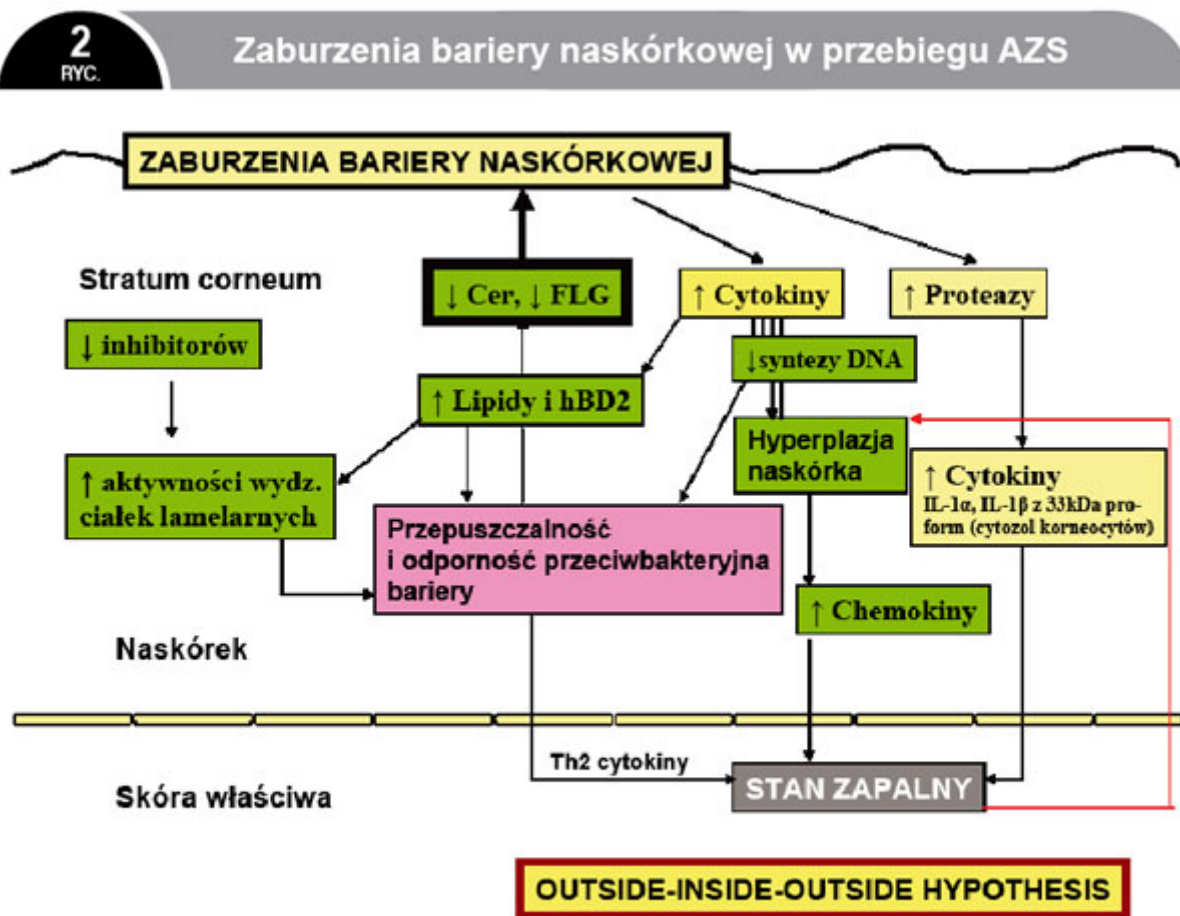 2
RYC.
Zaburzenia bariery naskórkowej w przebiegu AZS
ZABURZENIA BARIERY NASKÓRKOWEJ
Stratum corneum
↓ Cer, ↓ FLG
↑ Cytokiny
↑ Proteazy
↓ inhibitorów
↓syntezy DNA
↑ Lipidy i hBD2
Hyperplazja
naskórka
↑ aktywności wydz.
ciałek lamelarnych
↑ Cytokiny
IL-1α, IL-1β z 33kDa pro-
form (cytozol korneocytów)
Przepuszczalność
i odporność przeciwbakteryjna
bariery
↑ Chemokiny
Naskórek
Th2 cytokiny
Skóra właściwa
STAN ZAPALNY
OUTSIDE-INSIDE-OUTSIDE HYPOTHESIS